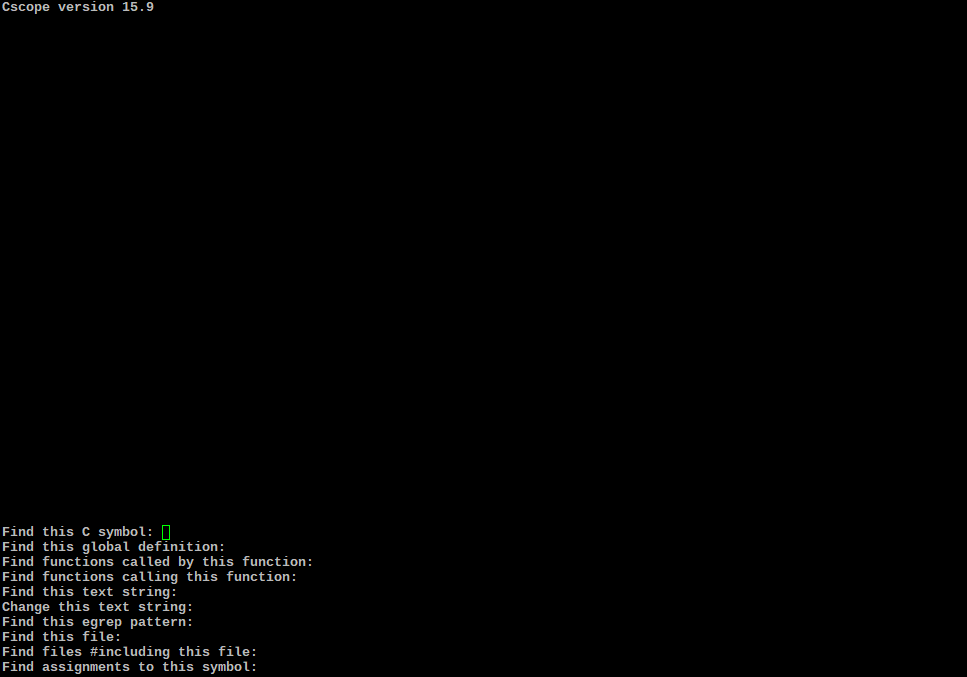 Cscope version 15.9
Find this C symbol:
Find this global definition:
Find functions called by this function:
Find functions calling this function:
Find this text string:
Change this text string:
Find this egrep pattern:
Find this file:
Find files #including this file:
Find assignments to this symbol: